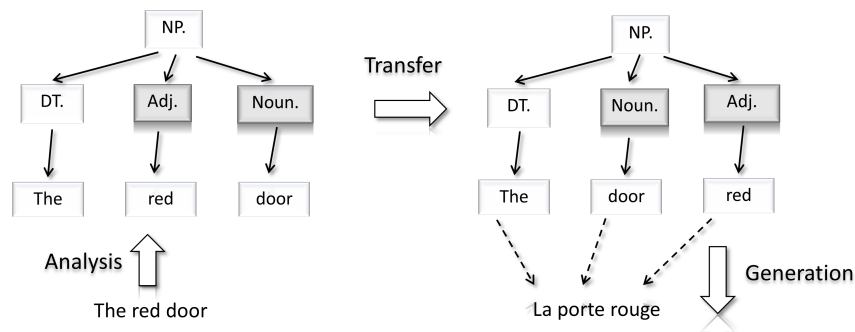 NP.
DT. Adj. Noun.
The red door
Analysis
The red door
Transfer
NP.
DT. Noun. Adj.
The door red
Generation
La porte rouge